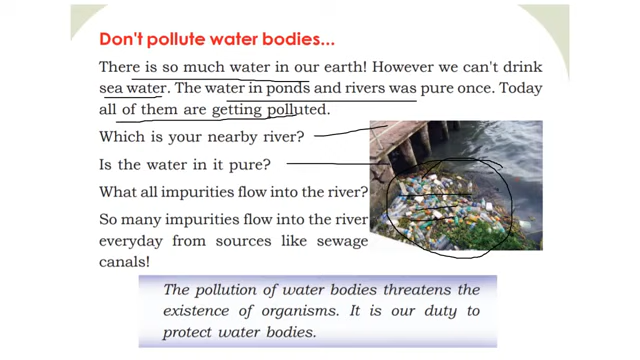 Don't pollute water bodies...
There is so much water in our earth! However we can't drink
sea water. The water in ponds and rivers was pure once. Today
all of them are getting polluted.
Which is your nearby river?
Is the water in it pure?
What all impurities flow into the river?
So many impurities flow into the river
everyday from sources like sewage
canals!
The pollution of water bodies threatens the
existence of organisms. It is our duty to
protect water bodies.